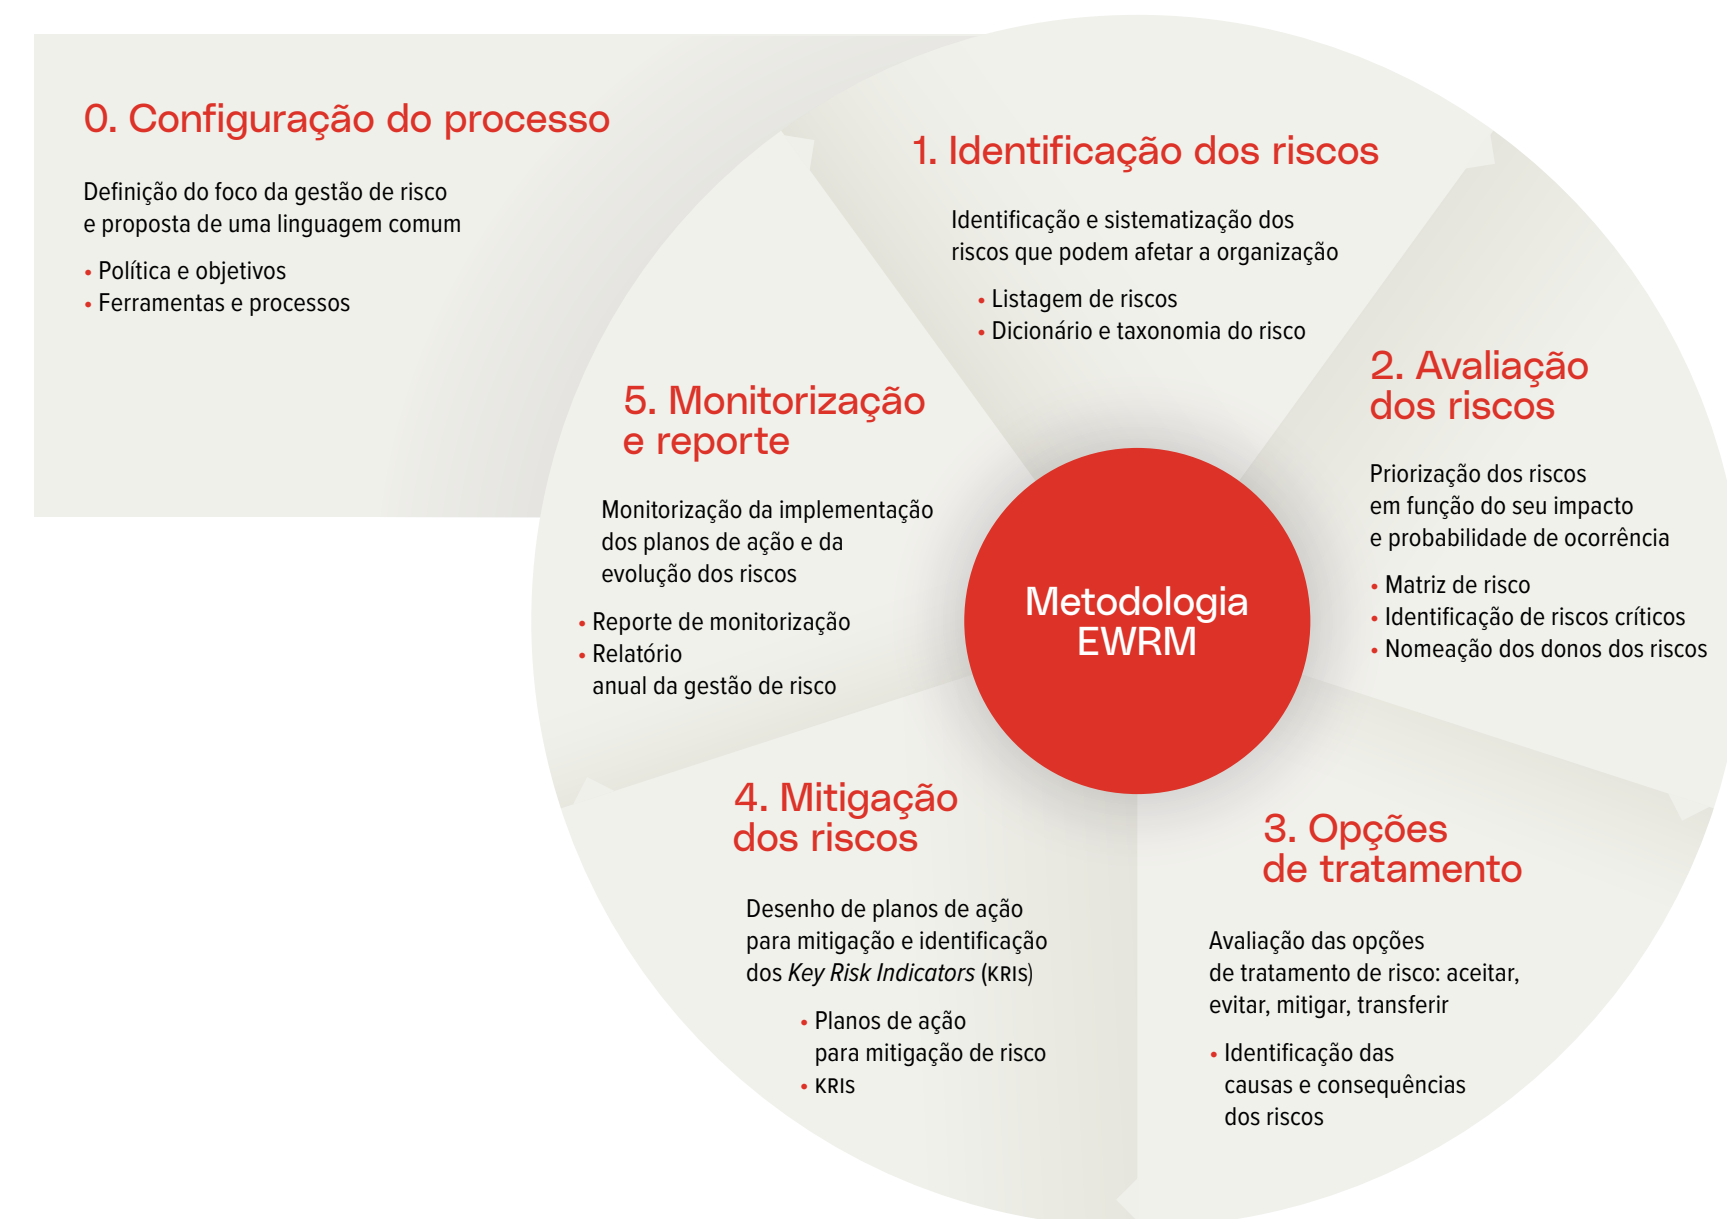 0. Configuração do processo
Definição do foco da gestão de risco
e proposta de uma linguagem comum
• Política e objetivos
• Ferramentas e processos
1. Identificação dos riscos
Identificação e sistematização dos
riscos que podem afetar a organização
• Listagem de riscos
• Dicionário e taxonomia do risco
2. Avaliação
dos riscos
Priorização dos riscos
em função do seu impacto
e probabilidade de ocorrência
• Matriz de risco
• Identificação de riscos críticos
• Nomeação dos donos dos riscos
3. Opções
de tratamento
Avaliação das opções
de tratamento de risco: aceitar,
evitar, mitigar, transferir
• Identificação das
causas e consequências
dos riscos
4. Mitigação
dos riscos
Desenho de planos de ação
para mitigação e identificação
dos Key Risk Indicators (KRIs)
• Planos de ação
para mitigação de risco
• KRIs
5. Monitorização
e reporte
Monitorização da implementação
dos planos de ação e da
evolução dos riscos
• Reporte de monitorização
• Relatório
anual da gestão de risco
Metodologia
EWRM